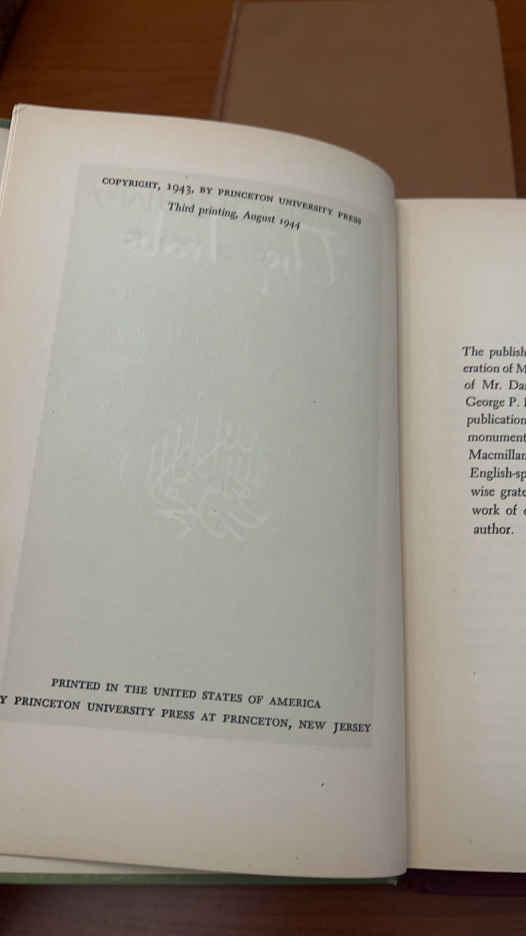 COPYRIGHT, 1943, BY PRINCETON UNIVERSITY PRESS
Third printing, August 1944
PRINTED IN THE UNITED STATES OF AMERICA
Y PRINCETON UNIVERSITY PRESS AT PRINCETON, NEW JERSEY
The publish
eration of M
of Mr. Da
George P.
publication
monument
Macmillan
English-sp
wise grate
work of
author.